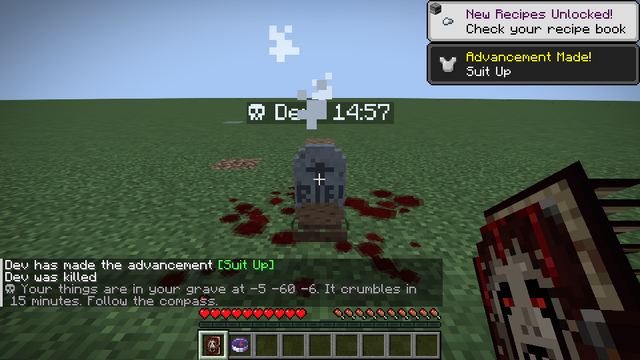 New Recipes Unlocked!
Check your recipe book
Advancement Made!
Suit Up
14:57
Dev has made the advancement [Suit Up]
Dev was killed
Your things are in your grave at -5 -60 -6. It crumbles in
15 minutes. Follow the compass.